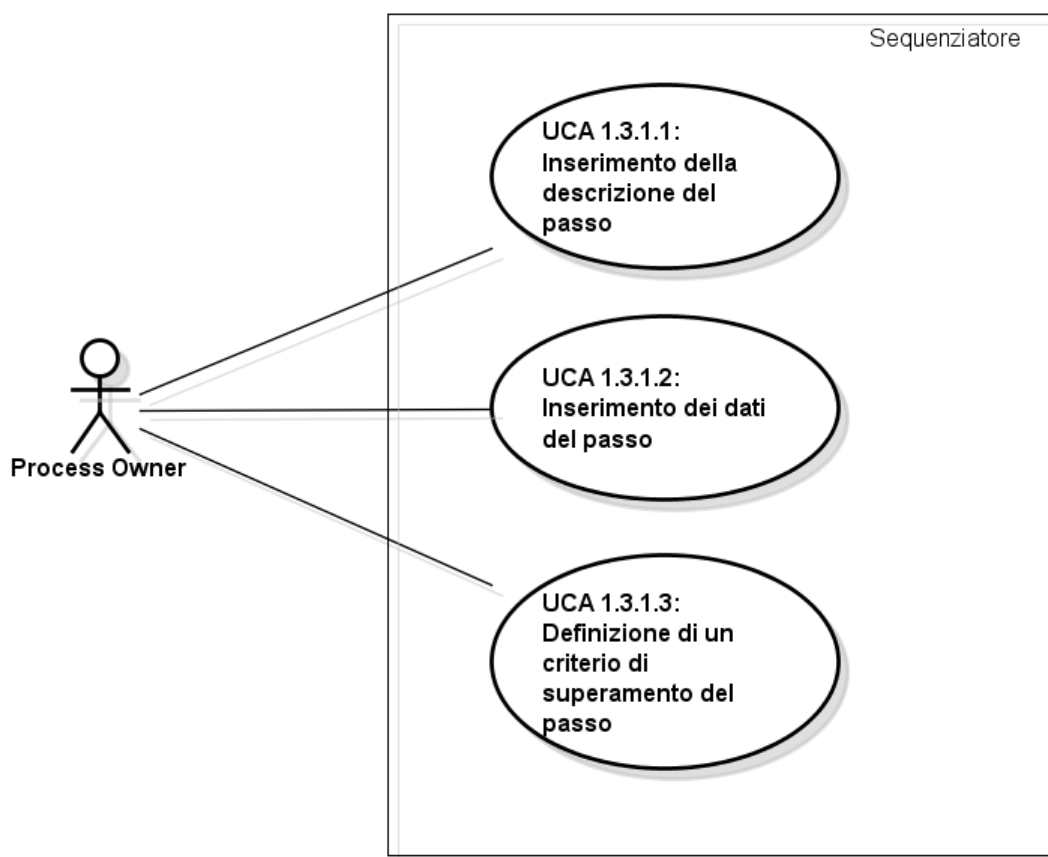 Sequenziatore
UCA 1.3.1.1:
Inserimento della
descrizione del
passo
UCA 1.3.1.2:
Inserimento dei dati
del passo
Process Owner
UCA 1.3.1.3:
Definizione di un
criterio di
superamento del
passo